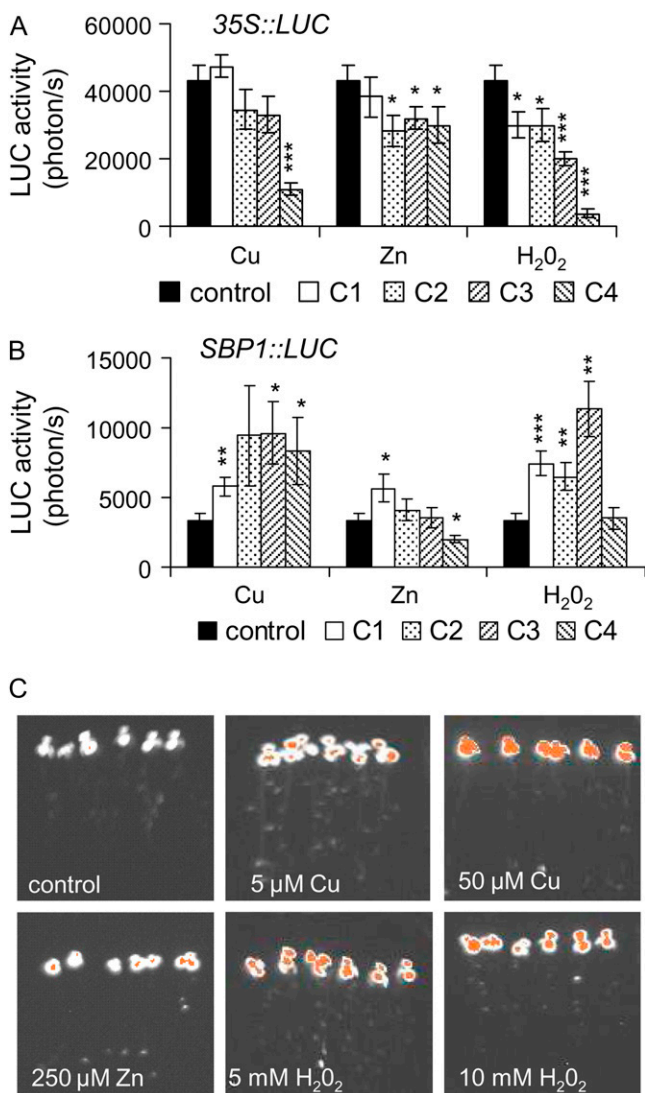 A
35S::LUC
LUC activity
(photon/s)
60000
40000
20000
0
* * *
* *
***
***
***
Cu Zn H₂0₂
control C1 C2 C3 C4
B
SBP1::LUC
LUC activity
(photon/s)
15000
10000
5000
0
** * *
* *
*** ** **
Cu Zn H₂0₂
control C1 C2 C3 C4
C
control
5 µM Cu
50 µM Cu
250 µM Zn
5 mM H₂0₂
10 mM H₂0₂